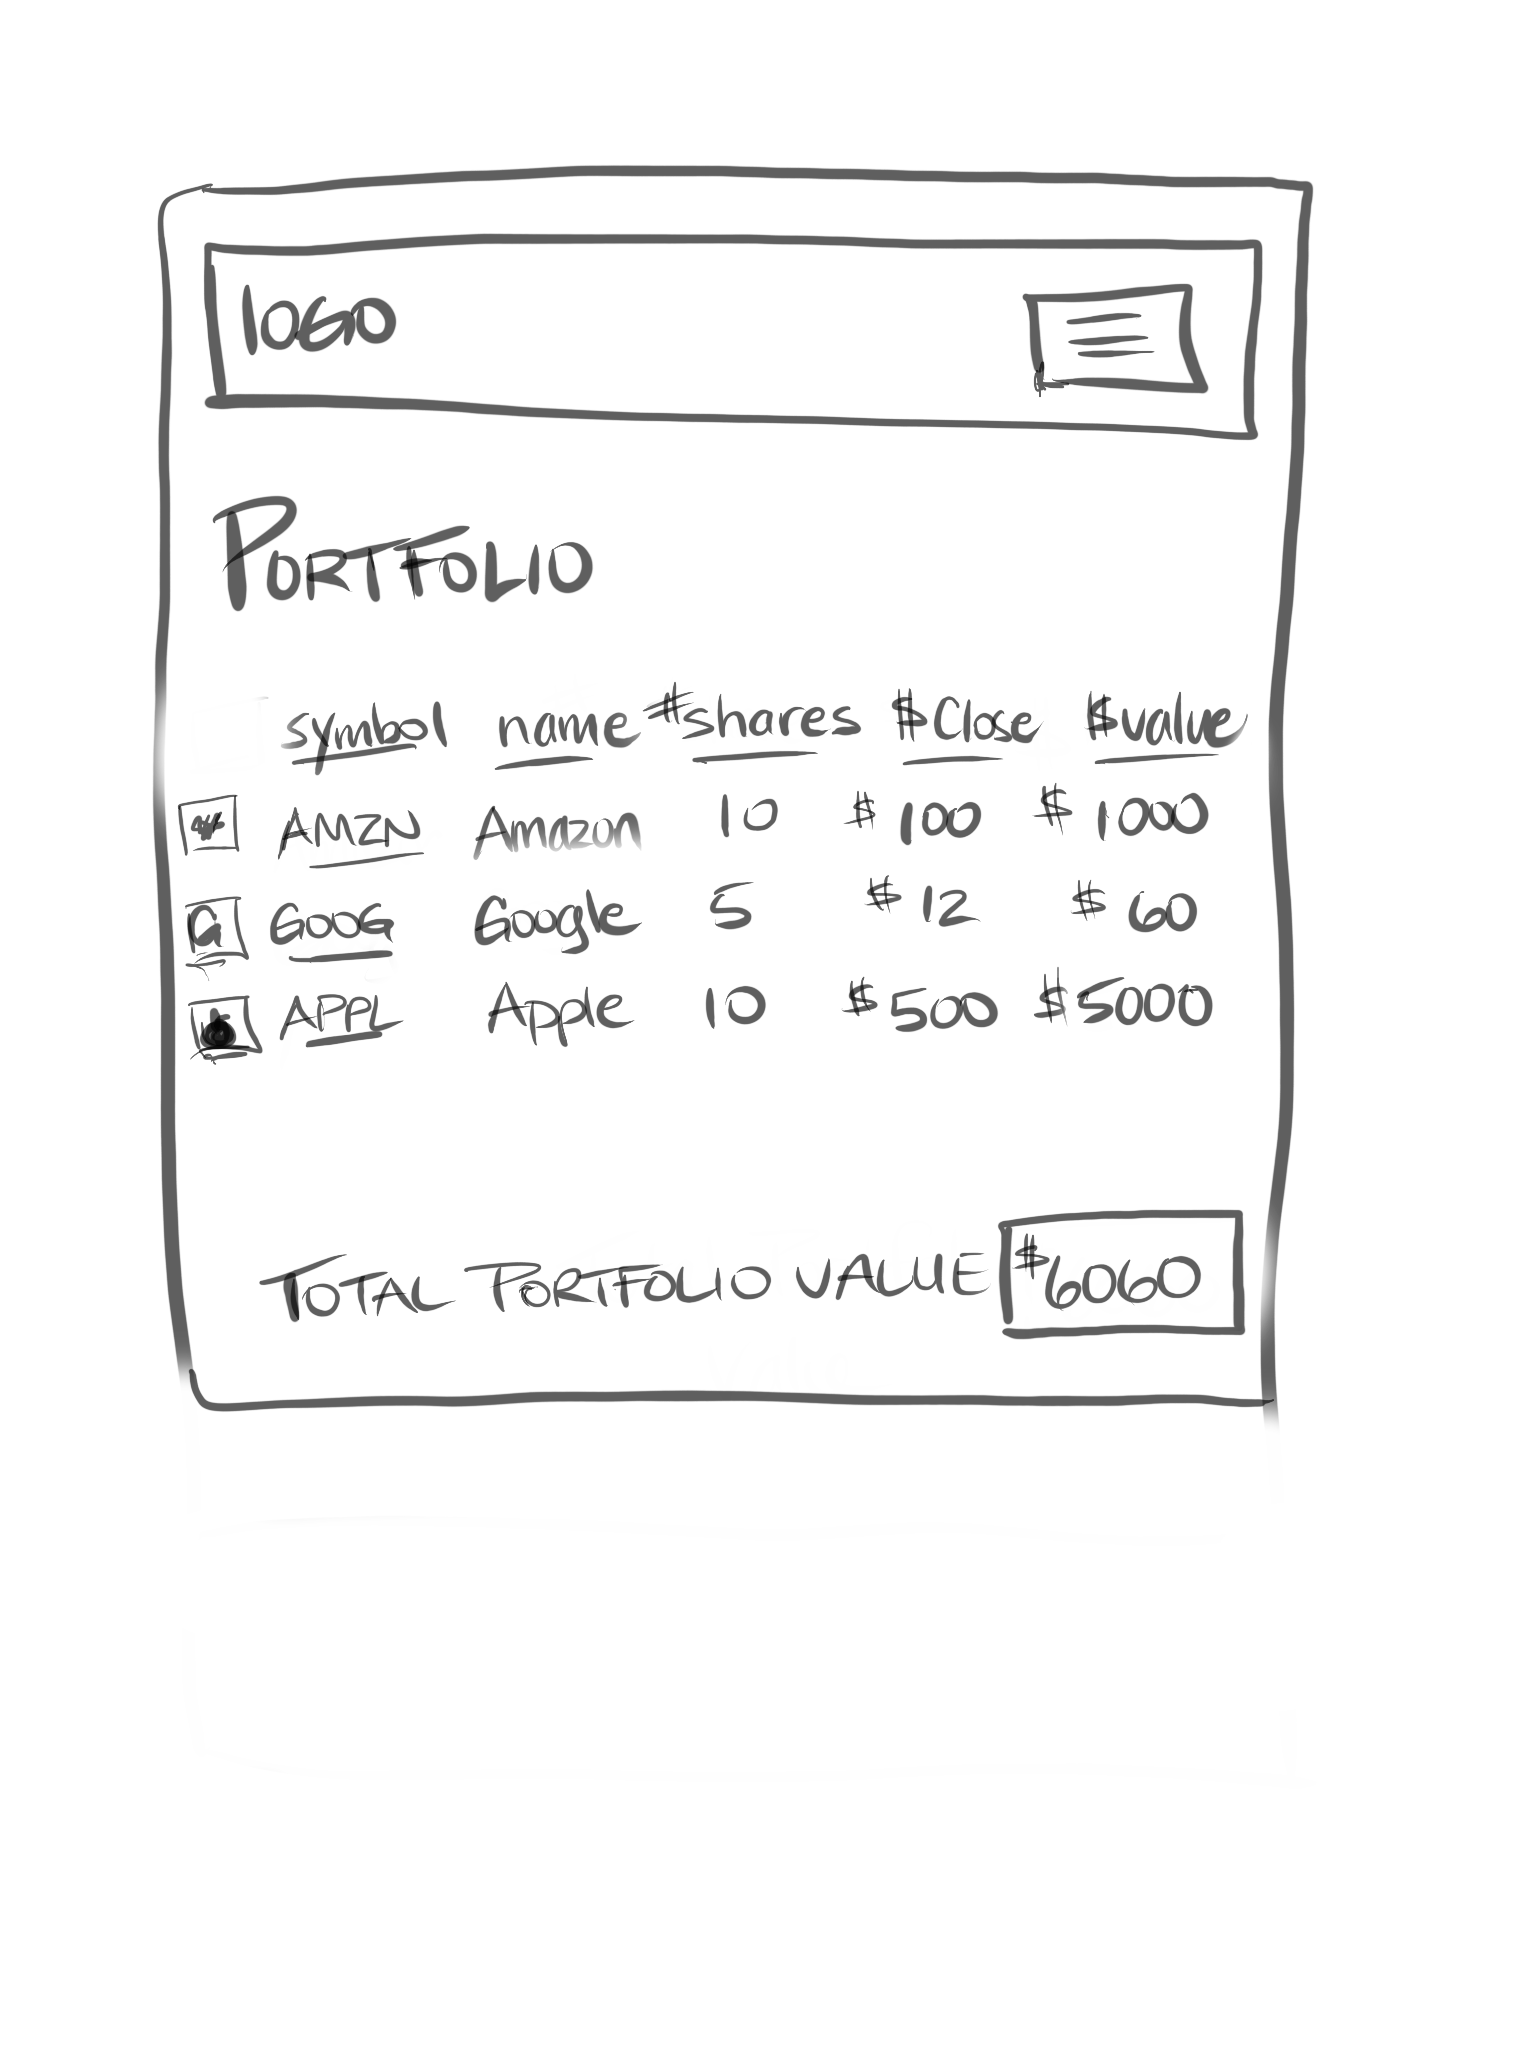 LOGO
PORTFOLIO
symbol name #shares $Close $value
AMZN Amazon 10 $100 $1000
G GOOG Google 5 $12 $60
APPL Apple 10 $500 $5000
TOTAL PORTFOLIO VALUE $6060